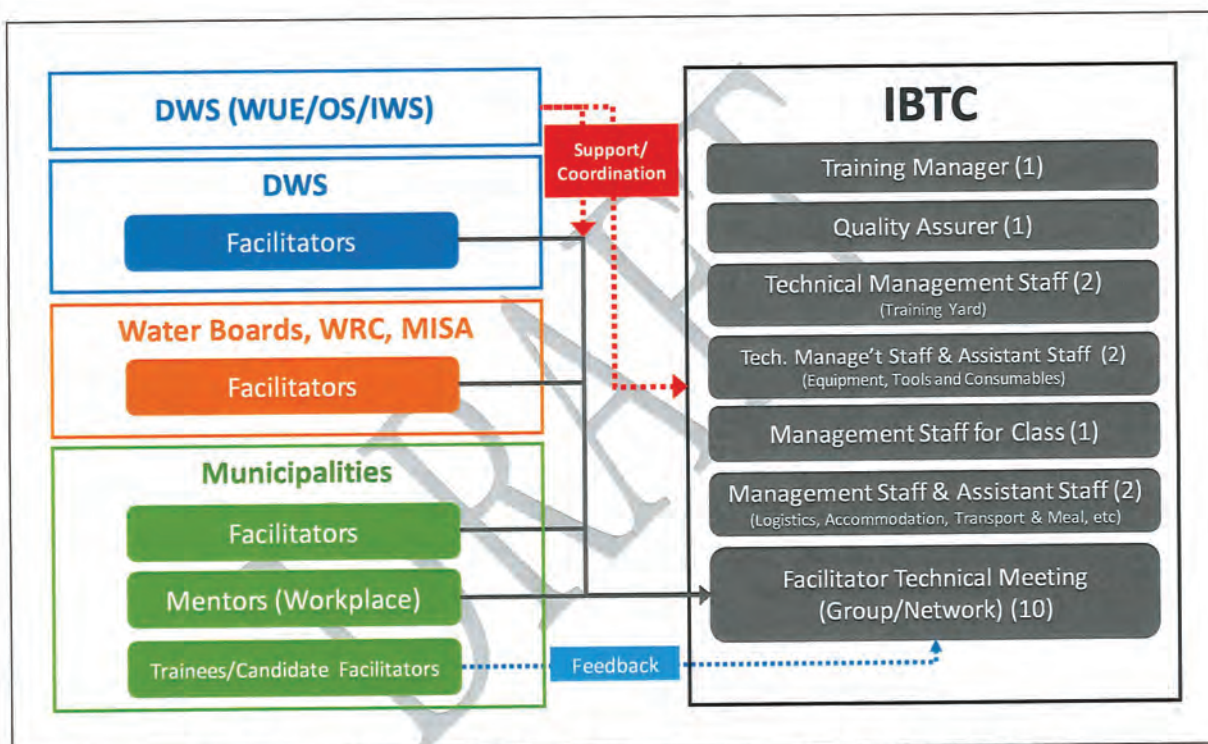 DWS (WUE/OS/IWS)
DWS
Facilitators
Water Boards, WRC, MISA
Facilitators
Municipalities
Facilitators
Mentors (Workplace)
Trainees/Candidate Facilitators
Support/
Coordination
Feedback
IBTC
Training Manager (1)
Quality Assurer (1)
Technical Management Staff (2)
(Training Yard)
Tech. Manage't Staff & Assistant Staff (2)
(Equipment, Tools and Consumables)
Management Staff for Class (1)
Management Staff & Assistant Staff (2)
(Logistics, Accommodation, Transport & Meal, etc)
Facilitator Technical Meeting
(Group/Network) (10)
DRAFT